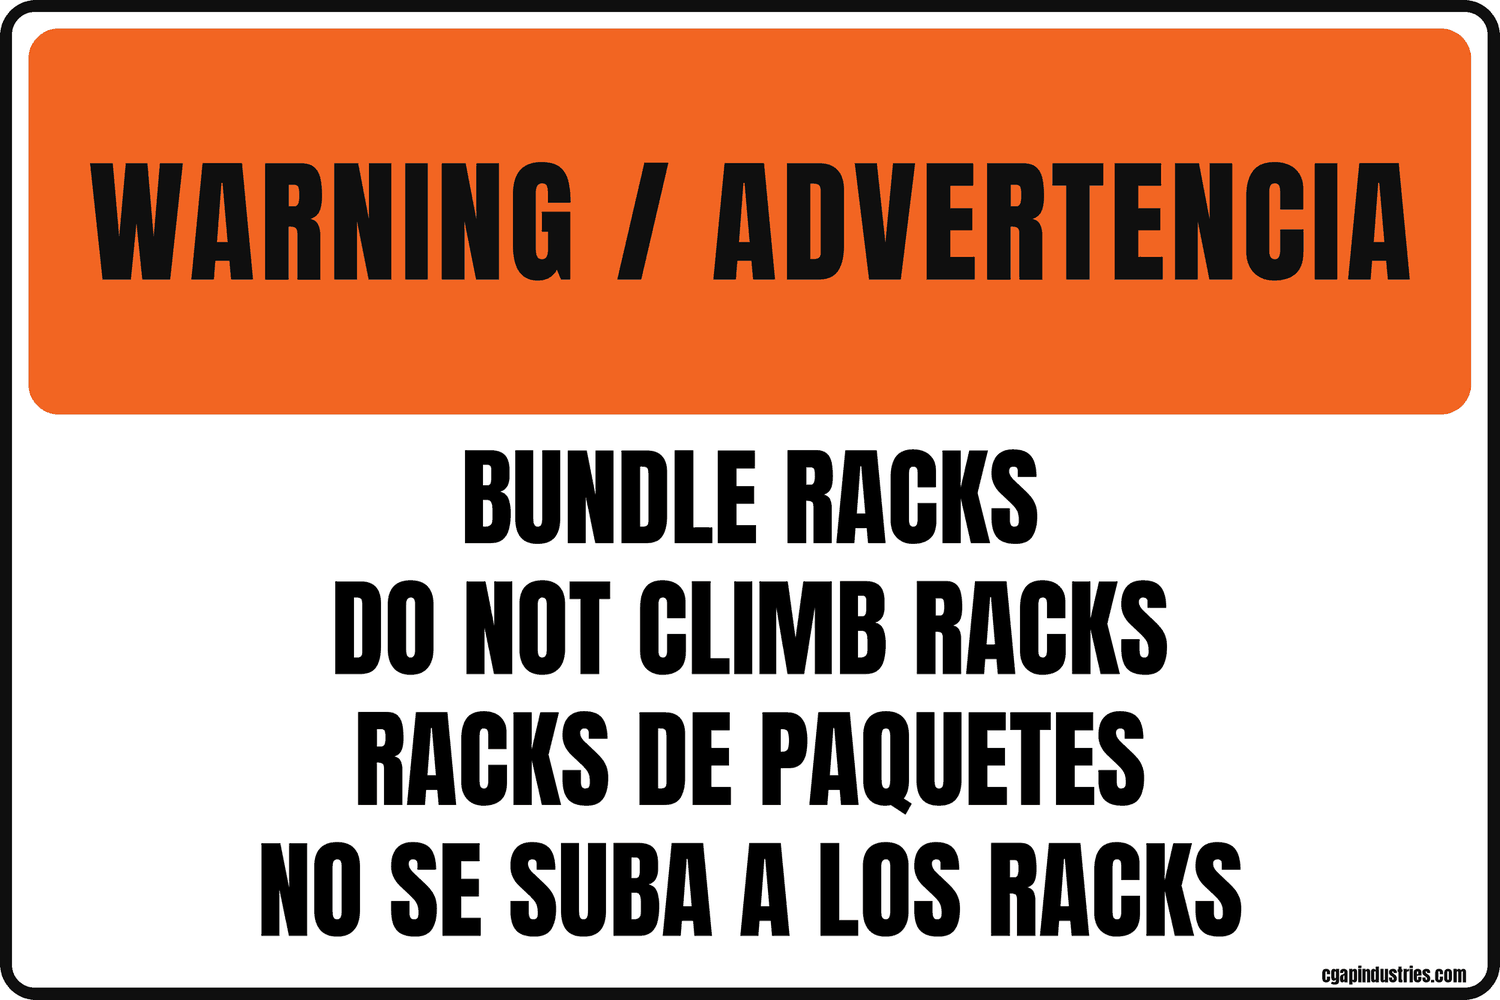 WARNING / ADVERTENCIA
BUNDLE RACKS
DO NOT CLIMB RACKS
RACKS DE PAQUETES
NO SE SUBA A LOS RACKS
cgapindustries.com